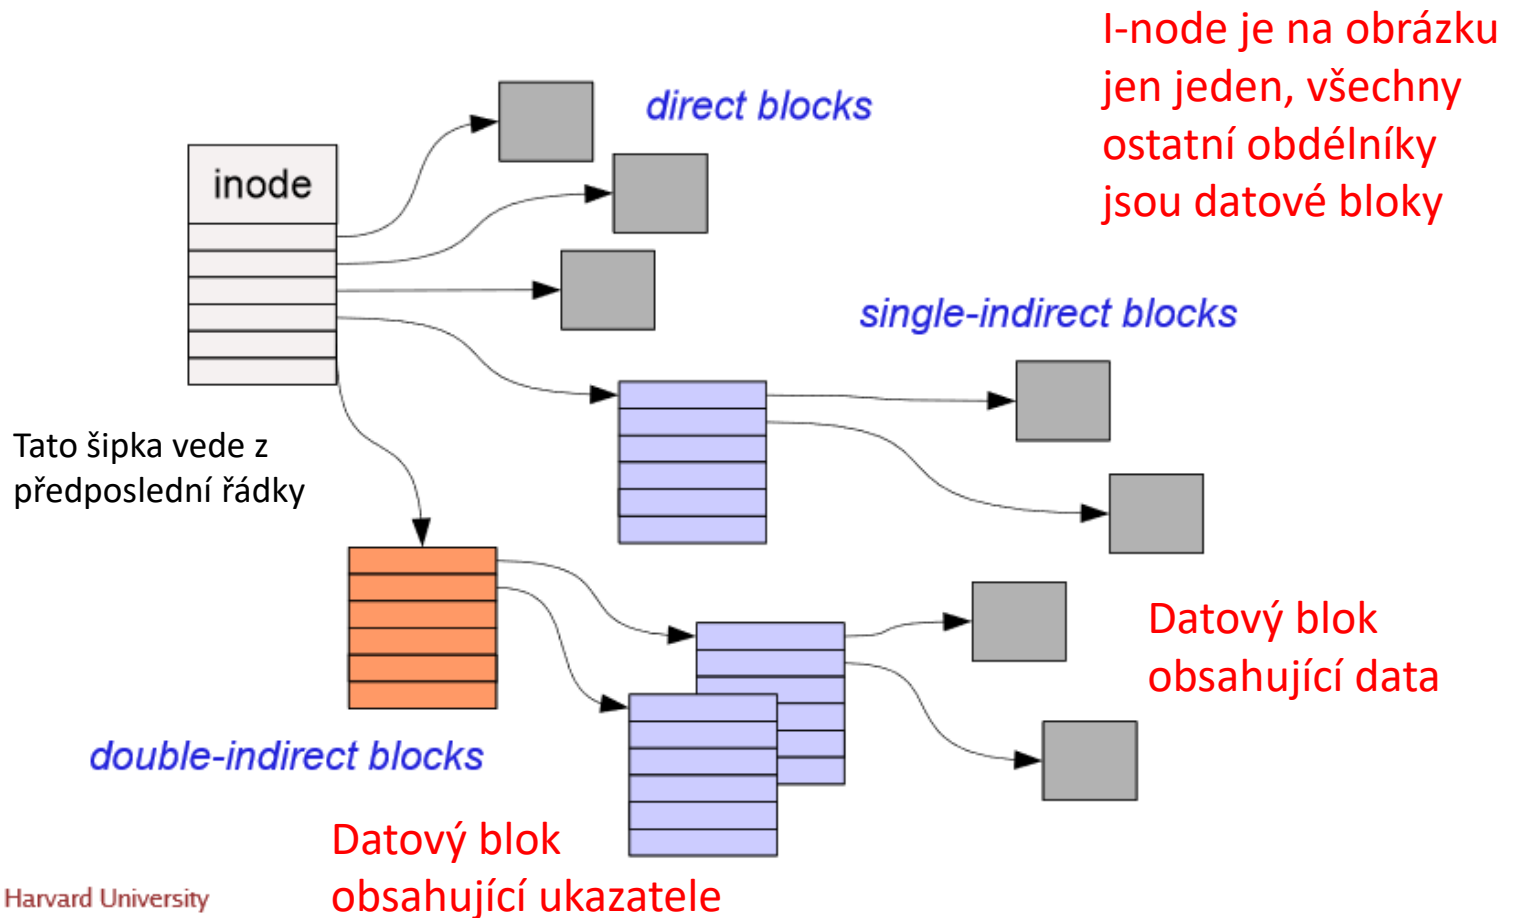 I-node je na obrázku
jen jeden, všechny
ostatní obdélníky
jsou datové bloky
direct blocks
inode
single-indirect blocks
Tato šipka vede z
předposlední řádky
Datový blok
obsahující data
double-indirect blocks
Datový blok
obsahující ukazatele
Harvard University